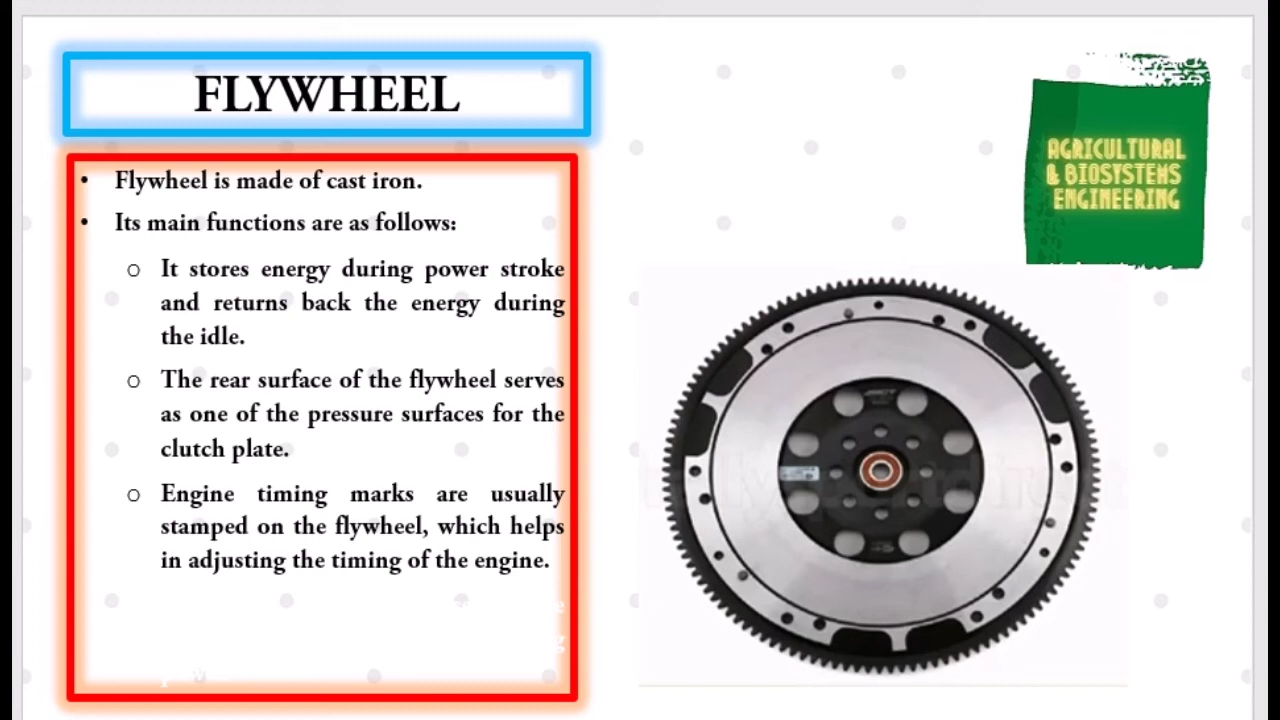 FLYWHEEL
AGRICULTURAL
& BIOSYSTEMS
ENGINEERING
• Flywheel is made of cast iron.
• Its main functions are as follows:
o It stores energy during power stroke
and returns back the energy during
the idle.
o The rear surface of the flywheel serves
as one of the pressure surfaces for the
clutch plate.
o Engine timing marks are usually
stamped on the flywheel, which helps
in adjusting the timing of the engine.